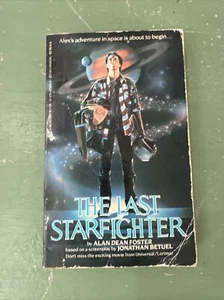 Alex's adventure in space is about to begin...
THE LAST
STARFIGHTER
by ALAN DEAN FOSTER
based on a screenplay by JONATHAN BETUEL
Don't miss the exciting movie from Universal/Lorimar